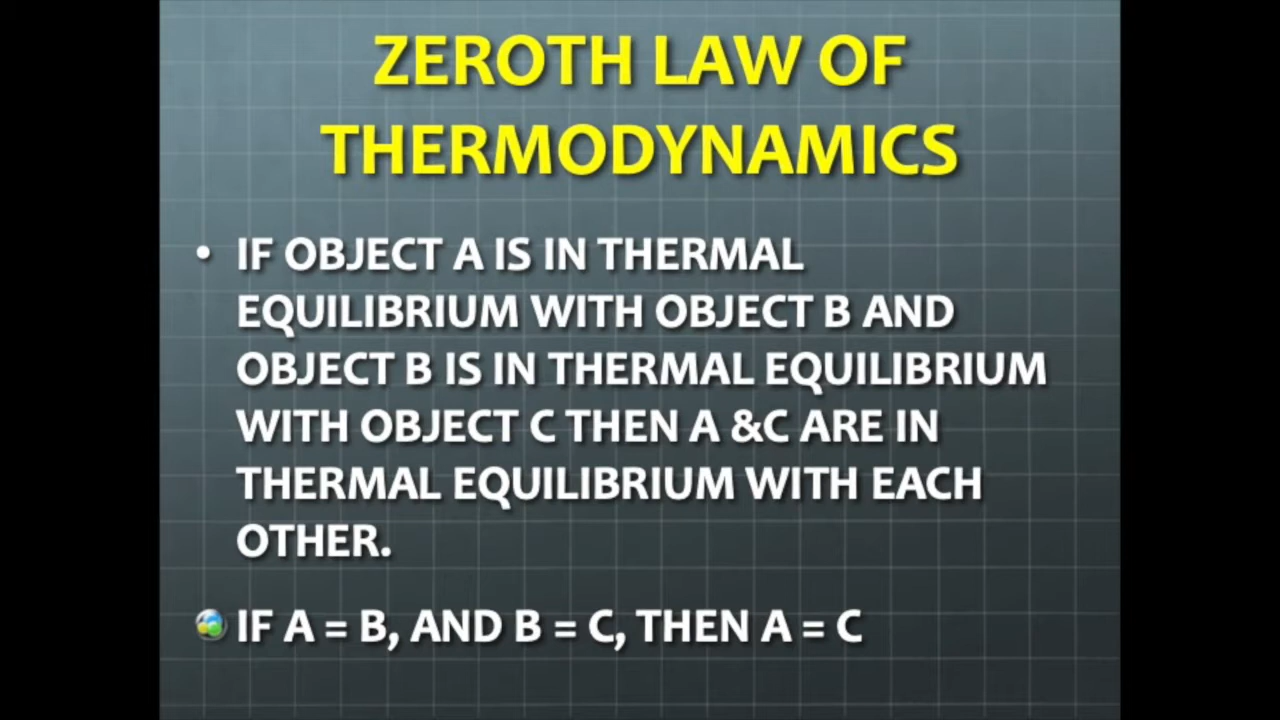 ZEROTH LAW OF
THERMODYNAMICS
• IF OBJECT A IS IN THERMAL
EQUILIBRIUM WITH OBJECT B AND
OBJECT B IS IN THERMAL EQUILIBRIUM
WITH OBJECT C THEN A &C ARE IN
THERMAL EQUILIBRIUM WITH EACH
OTHER.
IF A = B, AND B = C, THEN A = C